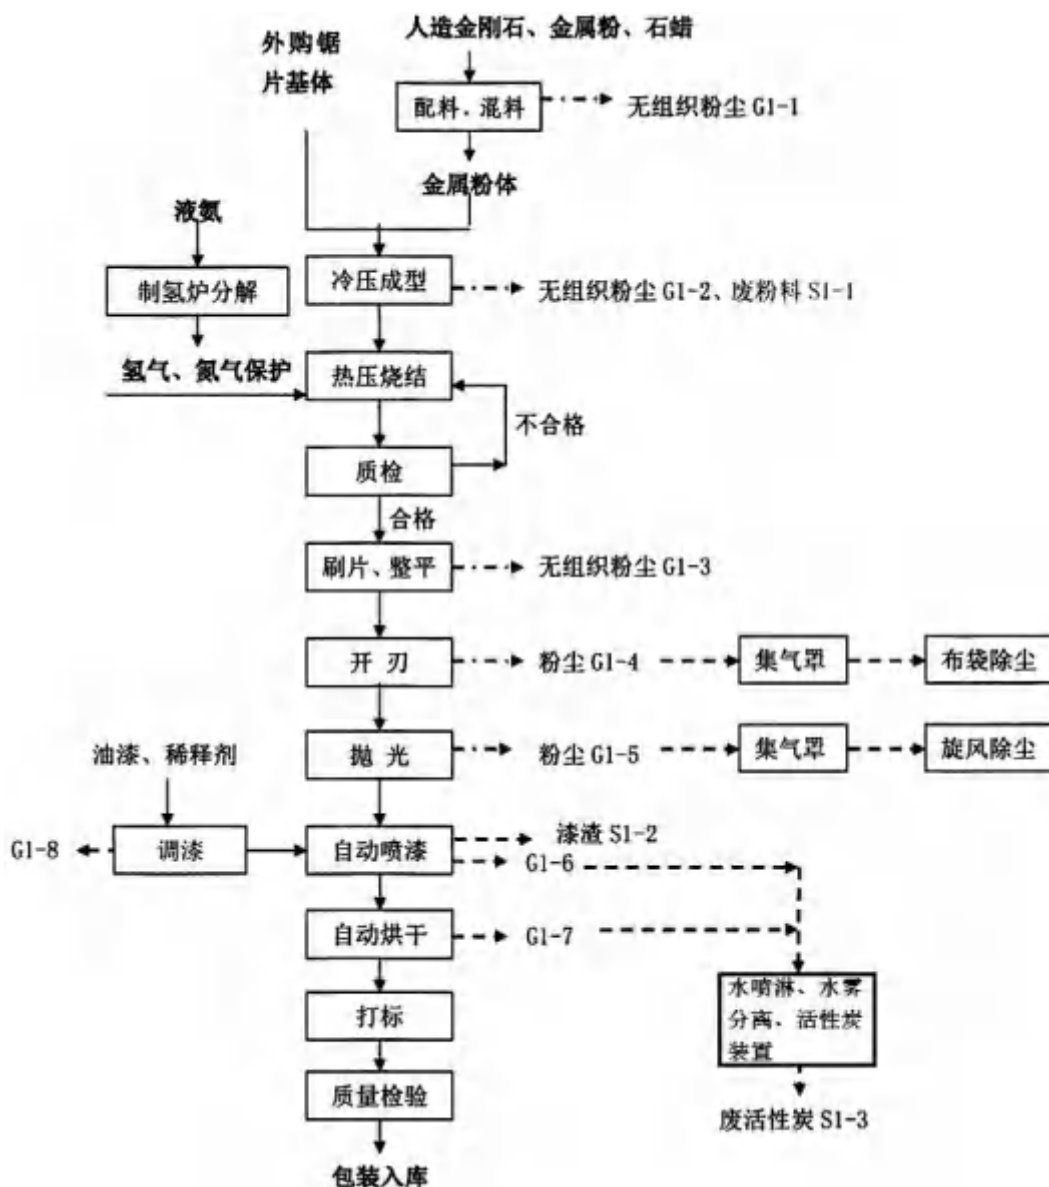 人造金刚石、金属粉、石蜡
外购锯
片基体
配料、混料
无组织粉尘 G1-1
金属粉体
液氨
制氢炉分解
冷压成型
无组织粉尘 G1-2、废粉料 S1-1
氢气、氮气保护
热压烧结
不合格
质检
合格
刷片、整平
无组织粉尘 G1-3
开 刃
粉尘 G1-4
集气罩
布袋除尘
抛 光
粉尘 G1-5
集气罩
旋风除尘
油漆、稀释剂
G1-8
调漆
自动喷漆
漆渣 S1-2
G1-6
自动烘干
G1-7
水喷淋、水雾
分离、活性炭
装置
打标
质量检验
废活性炭 S1-3
包装入库